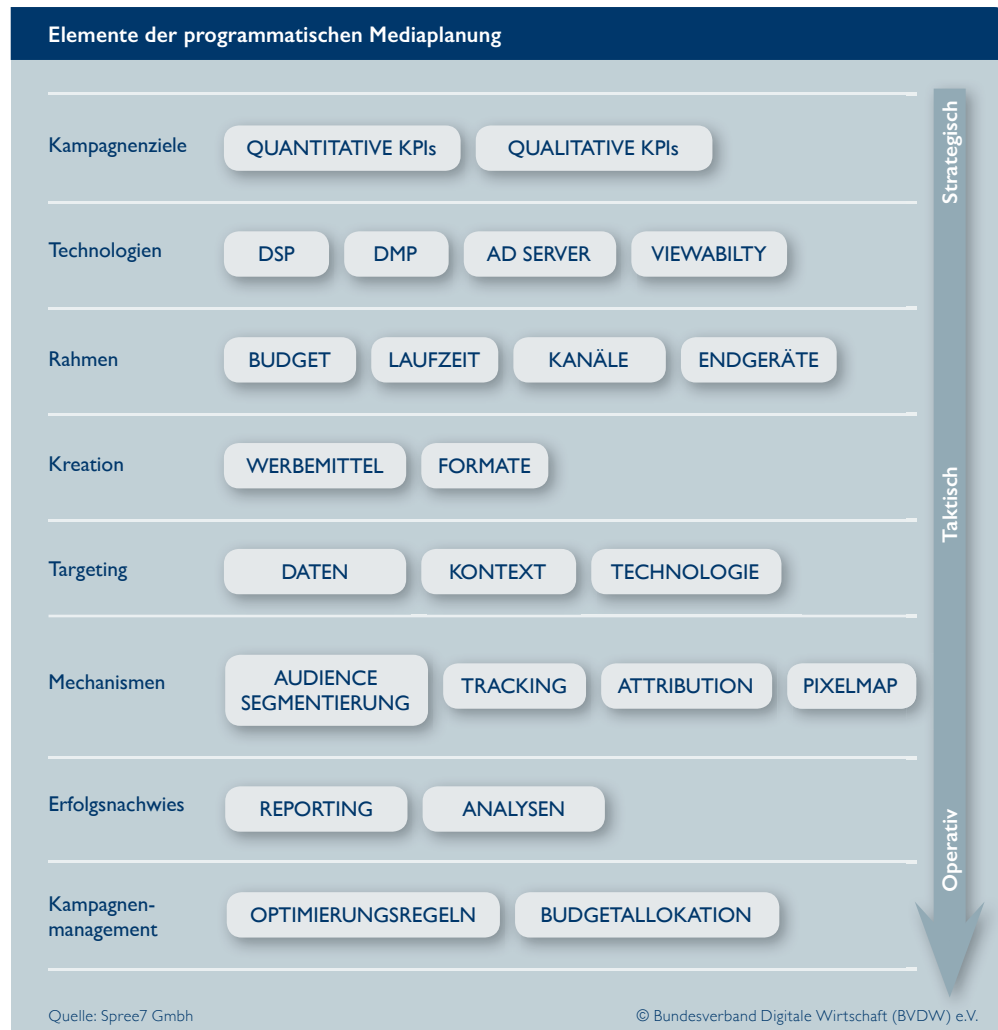 Elemente der programmatischen Mediaplanung
Strategisch
Kampagnenziele
QUANTITATIVE KPIs
QUALITATIVE KPIs
Technologien
DSP
DMP
AD SERVER
VIEWABILTY
Rahmen
BUDGET
LAUFZEIT
KANÄLE
ENDGERÄTE
Kreation
WERBEMITTEL
FORMATE
Taktisch
Targeting
DATEN
KONTEXT
TECHNOLOGIE
Mechanismen
AUDIENCE
SEGMENTIERUNG
TRACKING
ATTRIBUTION
PIXELMAP
Erfolgsnachwies
REPORTING
ANALYSEN
Operativ
Kampagnen-
management
OPTIMIERUNGSREGELN
BUDGETALLOKATION
Quelle: Spree7 Gmbh
© Bundesverband Digitale Wirtschaft (BVDW) e.V.